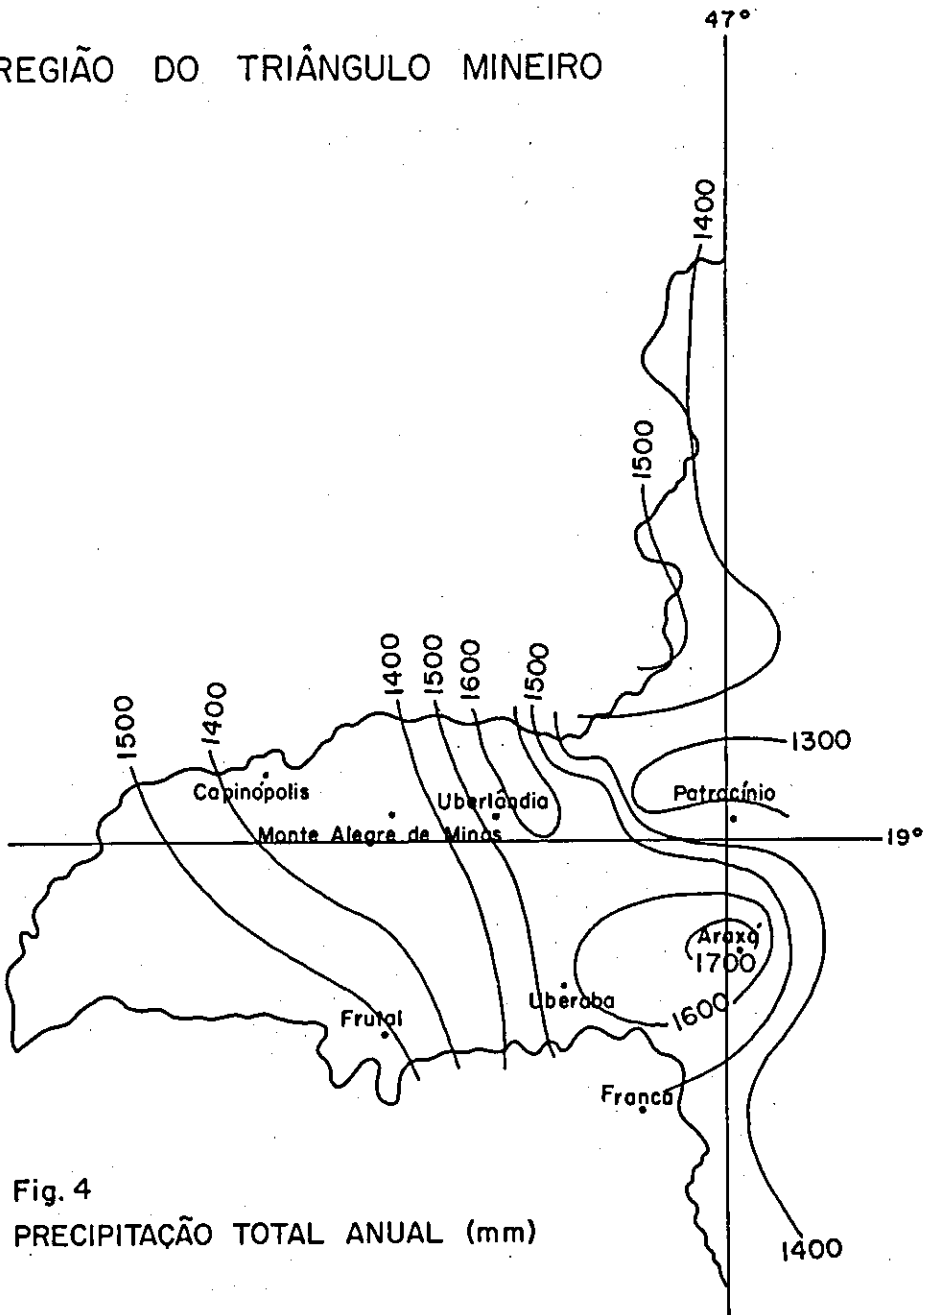 47°
REGIÃO DO TRIÂNGULO MINEIRO
1400
1500
1400
1500
1600
1500
1500
1400
1300
Capinópolis
Uberlândia
Patrocínio
Monte Alegre de Minas
19°
Araxá
1700
Uberaba
1600
Frutal
Franca
Fig. 4
PRECIPITAÇÃO TOTAL ANUAL (mm)
1400